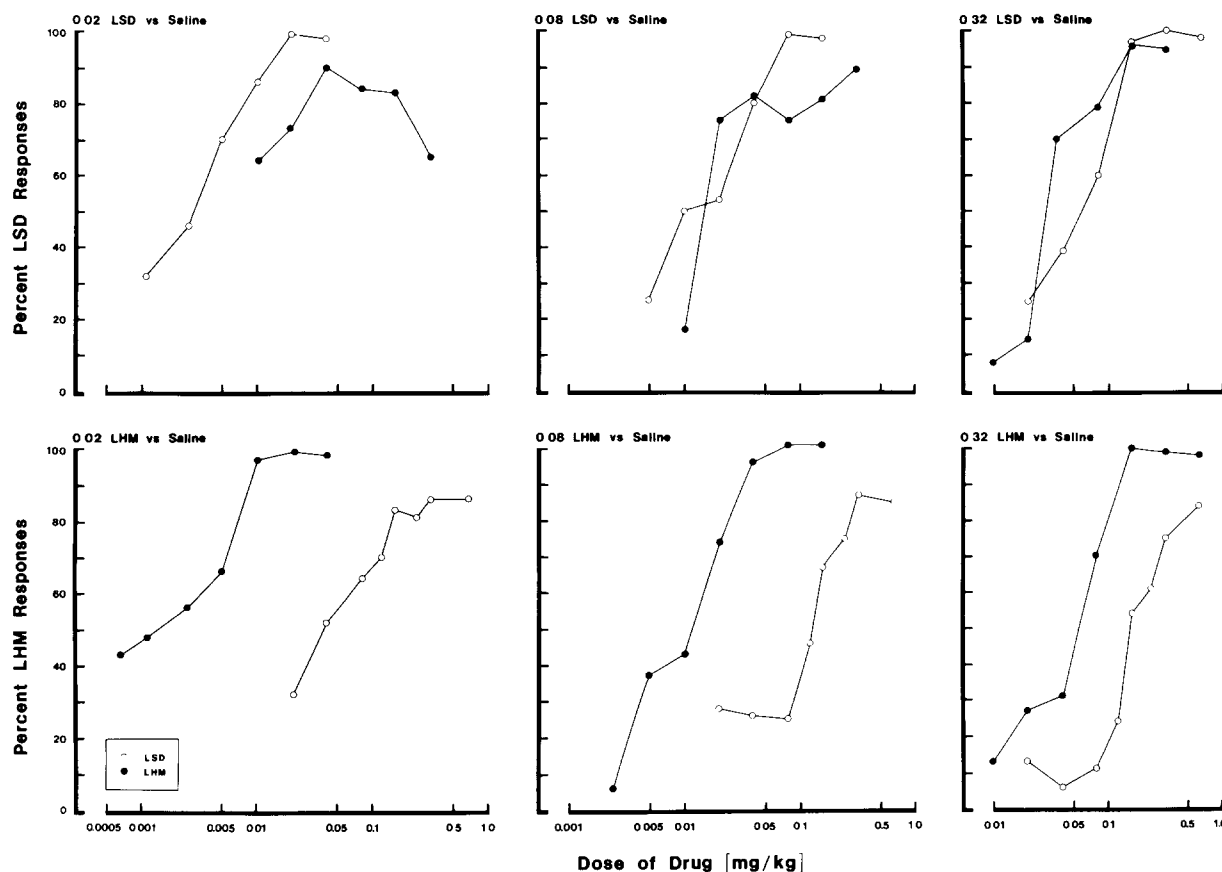 0 02 LSD vs Saline
0 08 LSD vs Saline
0 32 LSD vs Saline
Percent LSD Responses
100
80
60
40
20
0
0 02 LHM vs Saline
0 08 LHM vs Saline
0 32 LHM vs Saline
Percent LHM Responses
100
80
60
40
20
0
LSD
LHM
0.0005 0.001 0.005 0 01 0.05 0.1 0 5 1.0
0.001 0.005 0 01 0 05 0 1 0.5 1.0
0 01 0 05 0 1 0.5 1.0
Dose of Drug [mg/kg]